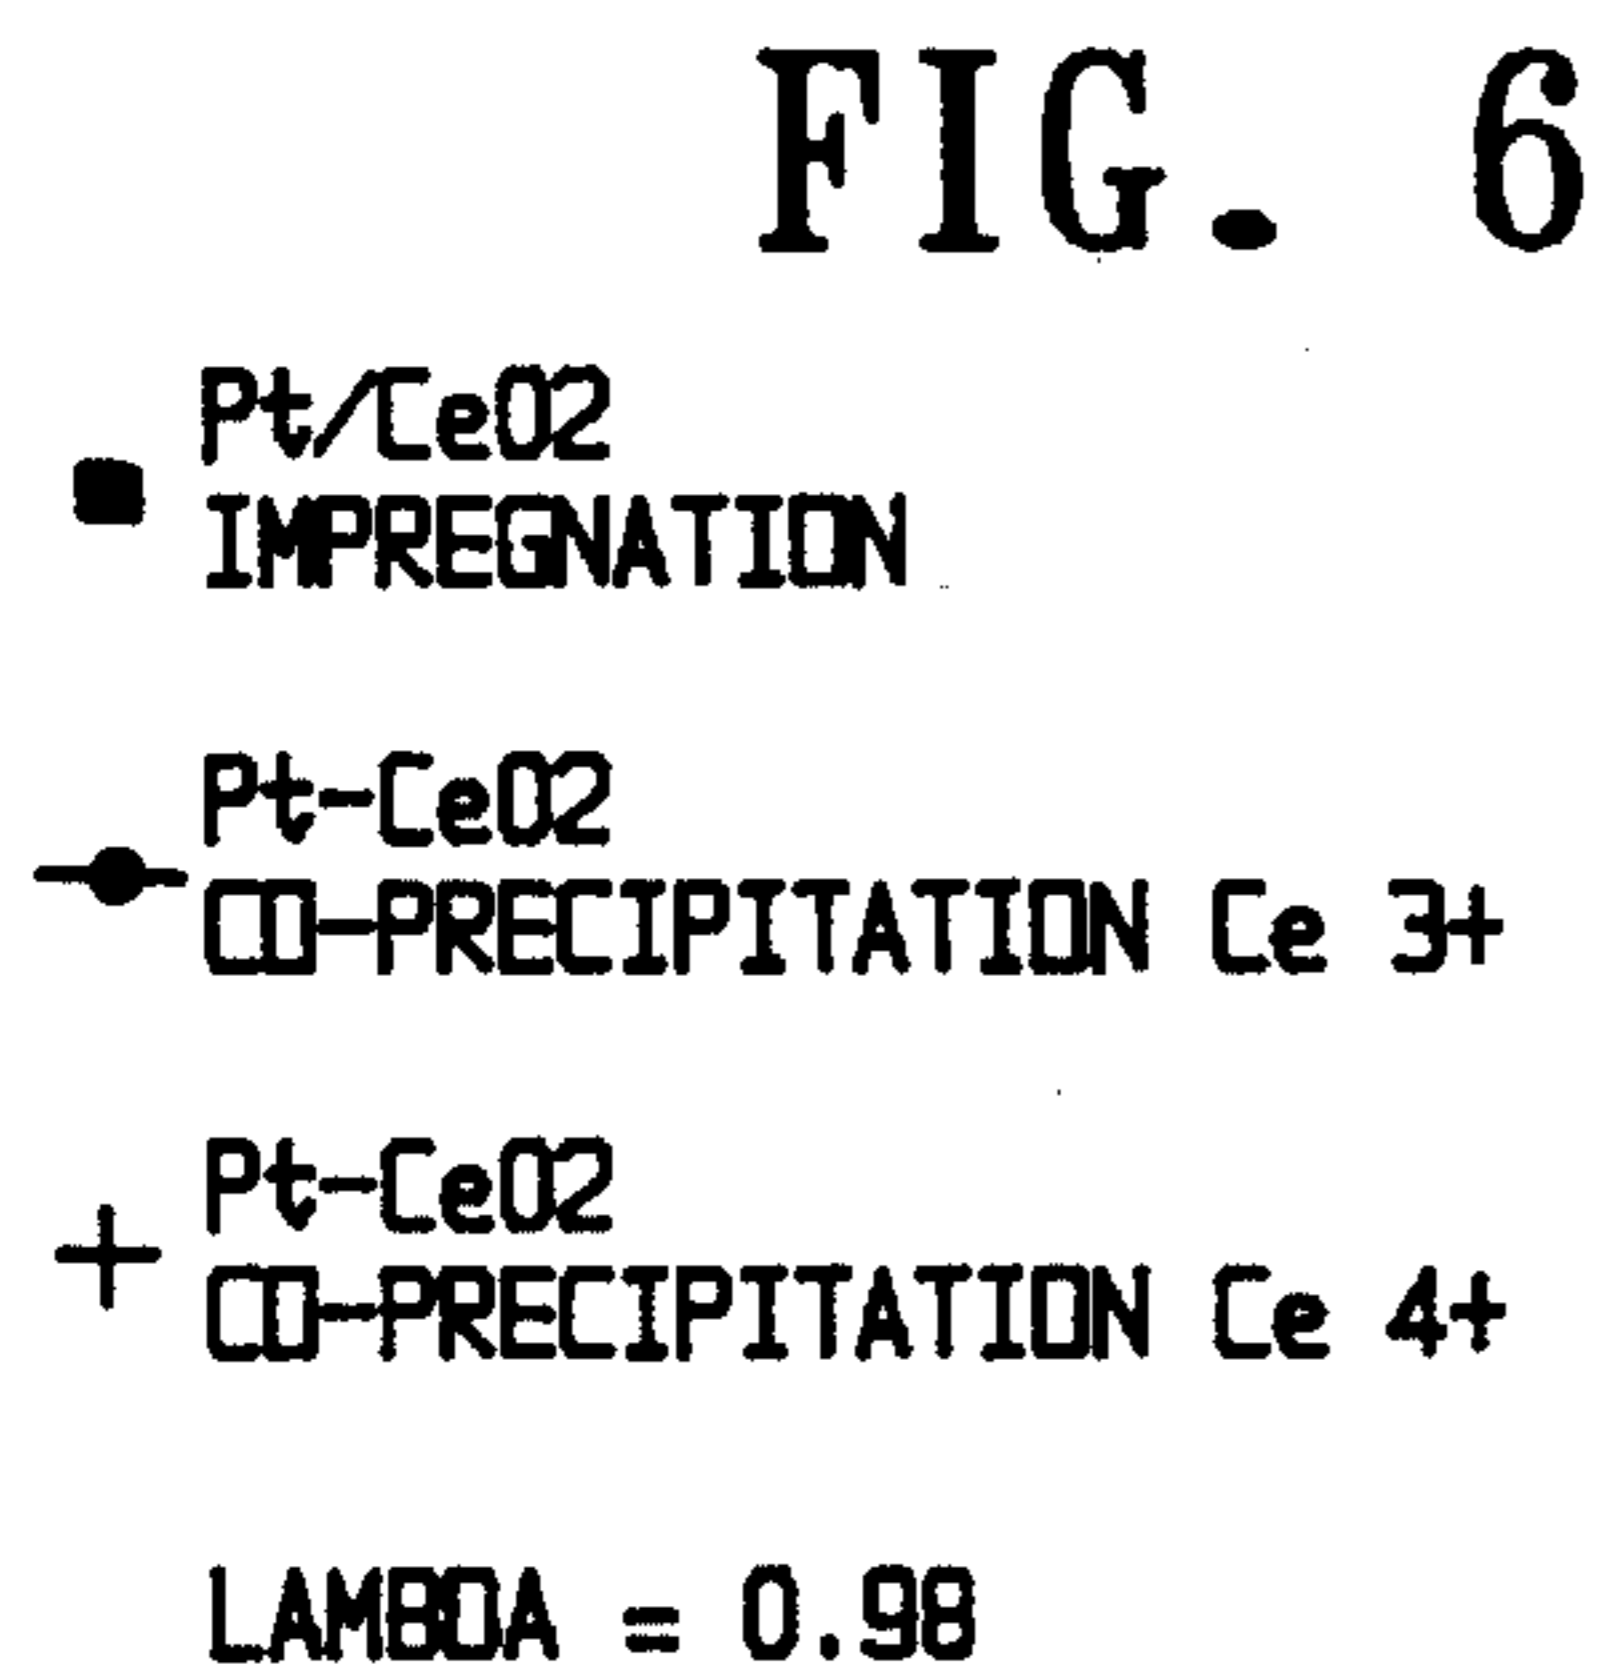 FIG. 6
Pt/CeO2
IMPREGNATION
Pt-CeO2
CO-PRECIPITATION Ce 3+
Pt-CeO2
CO-PRECIPITATION Ce 4+
LAMBDA = 0.98